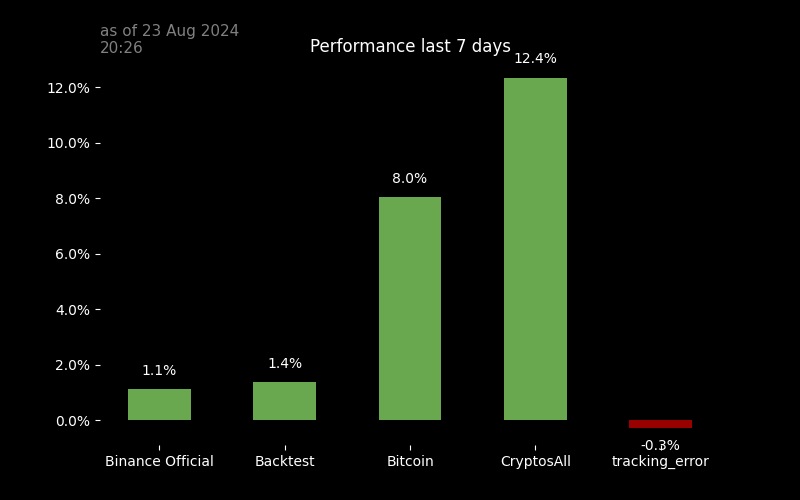 as of 23 Aug 2024
20:26
Performance last 7 days
12.4%
12.0%
10.0%
8.0%
8.0%
6.0%
4.0%
2.0%
1.1%
1.4%
0.0%
-0.3%
Binance Official
Backtest
Bitcoin
CryptosAll
tracking_error